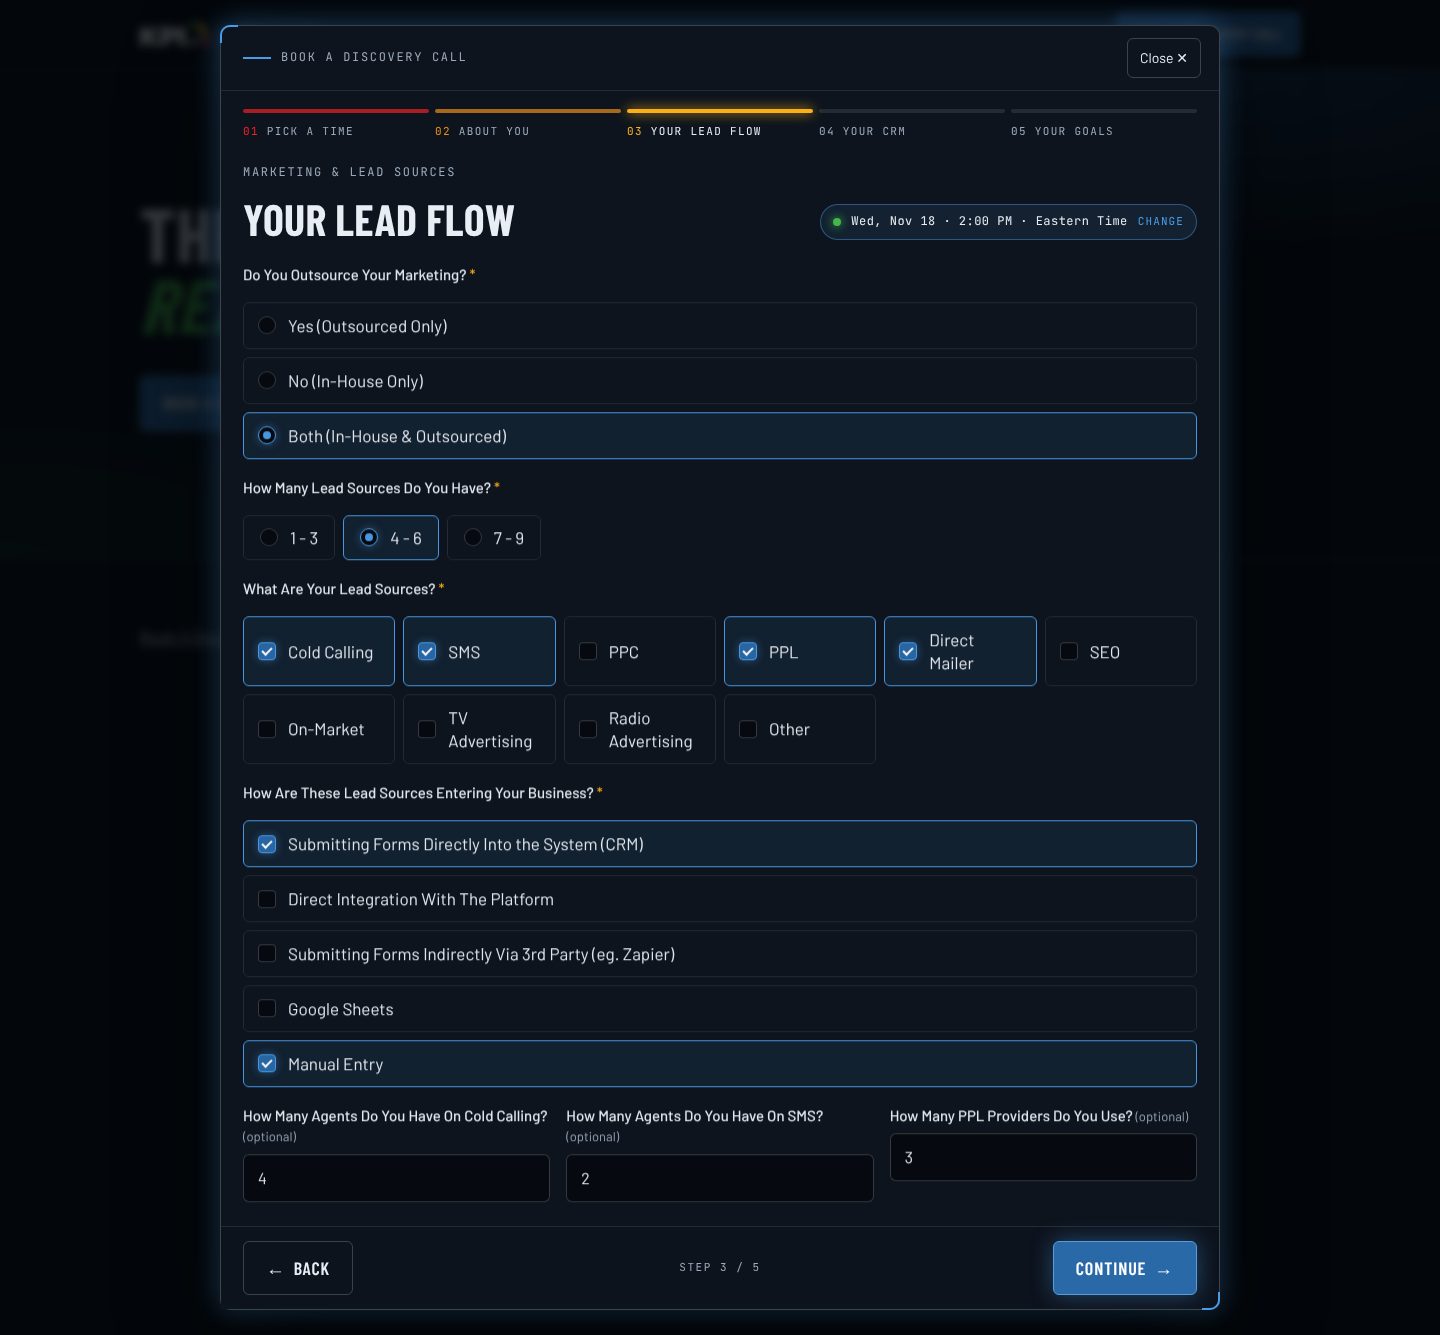 BOOK A DISCOVERY CALL
Close ✕
01 PICK A TIME
02 ABOUT YOU
03 YOUR LEAD FLOW
04 YOUR CRM
05 YOUR GOALS
MARKETING & LEAD SOURCES
YOUR LEAD FLOW
Wed, Nov 18 · 2:00 PM · Eastern Time CHANGE
Do You Outsource Your Marketing? *
Yes (Outsourced Only)
No (In-House Only)
Both (In-House & Outsourced)
How Many Lead Sources Do You Have? *
1 - 3
4 - 6
7 - 9
What Are Your Lead Sources? *
Cold Calling
SMS
PPC
PPL
Direct
Mailer
SEO
On-Market
TV
Advertising
Radio
Advertising
Other
How Are These Lead Sources Entering Your Business? *
Submitting Forms Directly Into the System (CRM)
Direct Integration With The Platform
Submitting Forms Indirectly Via 3rd Party (eg. Zapier)
Google Sheets
Manual Entry
How Many Agents Do You Have On Cold Calling?
(optional)
4
How Many Agents Do You Have On SMS?
(optional)
2
How Many PPL Providers Do You Use? (optional)
3
← BACK
STEP 3 / 5
CONTINUE →